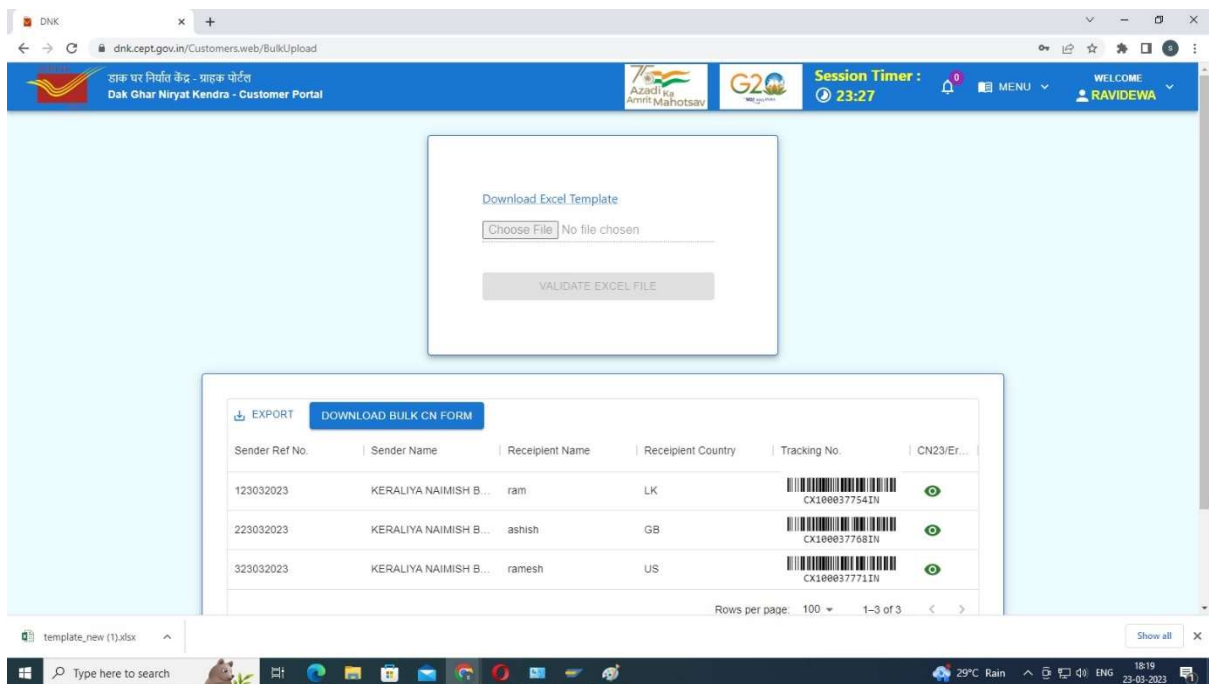 DNK
dnk.cept.gov.in/Customers.web/BulkUpload
डाक घर निर्यात केंद्र - ग्राहक पोर्टल
Dak Ghar Niryat Kendra - Customer Portal
Azadi Ka
Amrit Mahotsav
G20
Session Timer :
23:27
0
MENU
WELCOME
RAVIDEWA
S
Download Excel Template
Choose File No file chosen
VALIDATE EXCEL FILE
EXPORT DOWNLOAD BULK CN FORM
Sender Ref No. Sender Name Receipient Name Receipient Country Tracking No. CN23/Er...
123032023 KERALIYA NAIMISH B... ram LK CX100037754IN
223032023 KERALIYA NAIMISH B... ashish GB CX100037768IN
323032023 KERALIYA NAIMISH B... ramesh US CX100037771IN
Rows per page: 100 1–3 of 3
template_new (1).xlsx Show all
Type here to search 29°C Rain ENG 18:19
23-03-2023